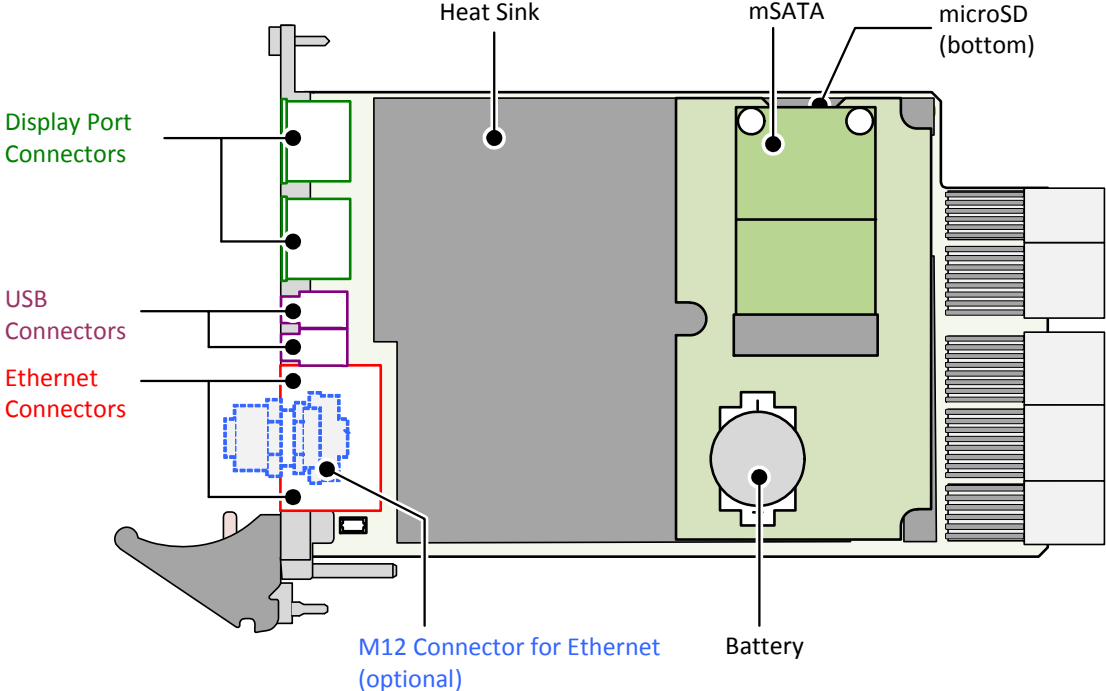 Heat Sink
mSATA
microSD
(bottom)
Display Port
Connectors
USB
Connectors
Ethernet
Connectors
M12 Connector for Ethernet
(optional)
Battery